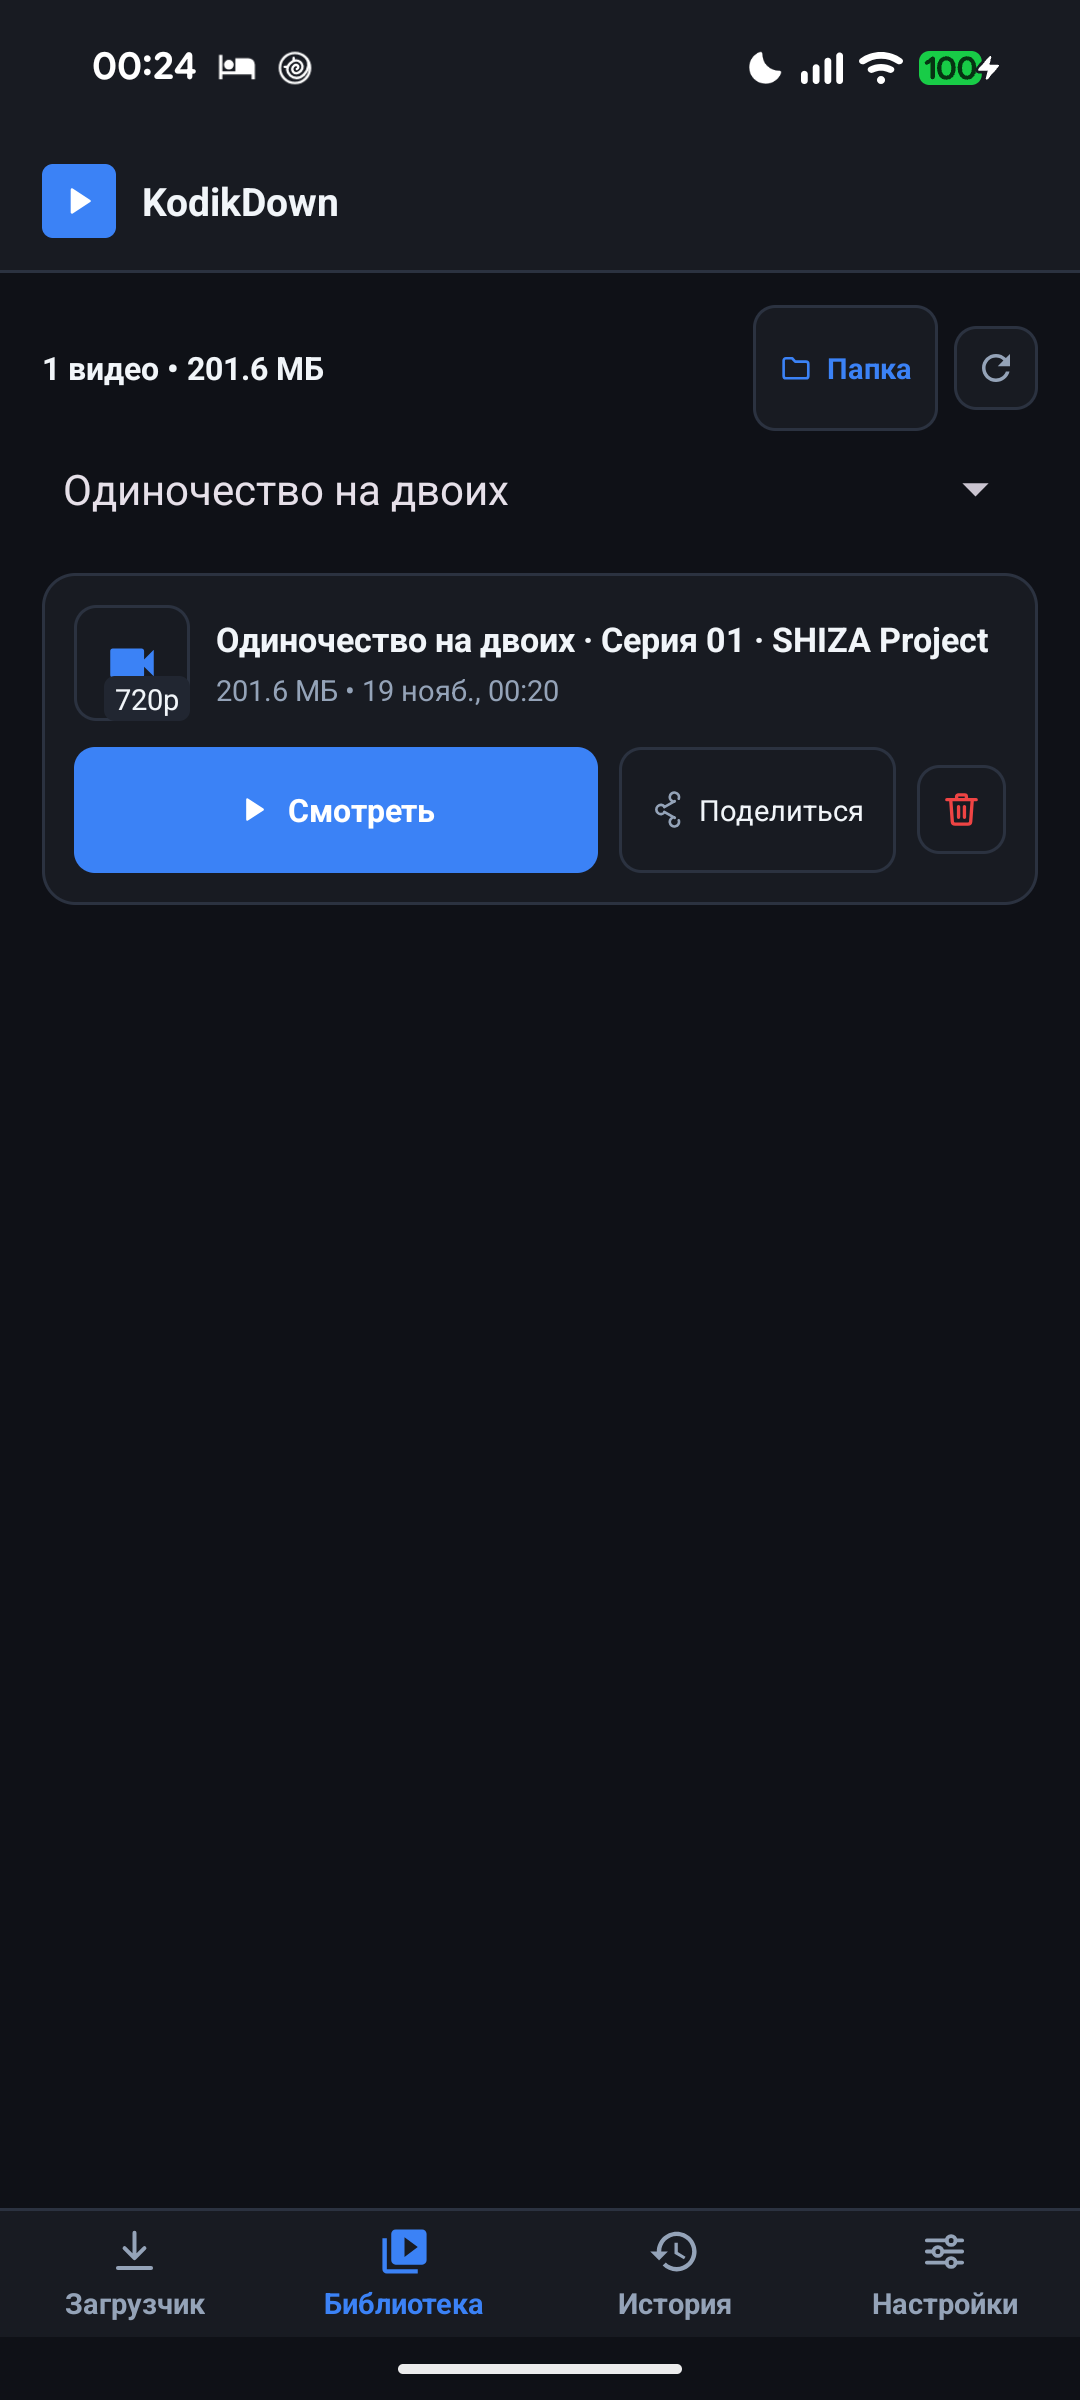 00:24
100
KodikDown
1 видео • 201.6 МБ
Папка
Одиночество на двоих
720p
Одиночество на двоих · Серия 01 · SHIZA Project
201.6 МБ • 19 нояб., 00:20
Смотреть
Поделиться
Загрузчик
Библиотека
История
Настройки